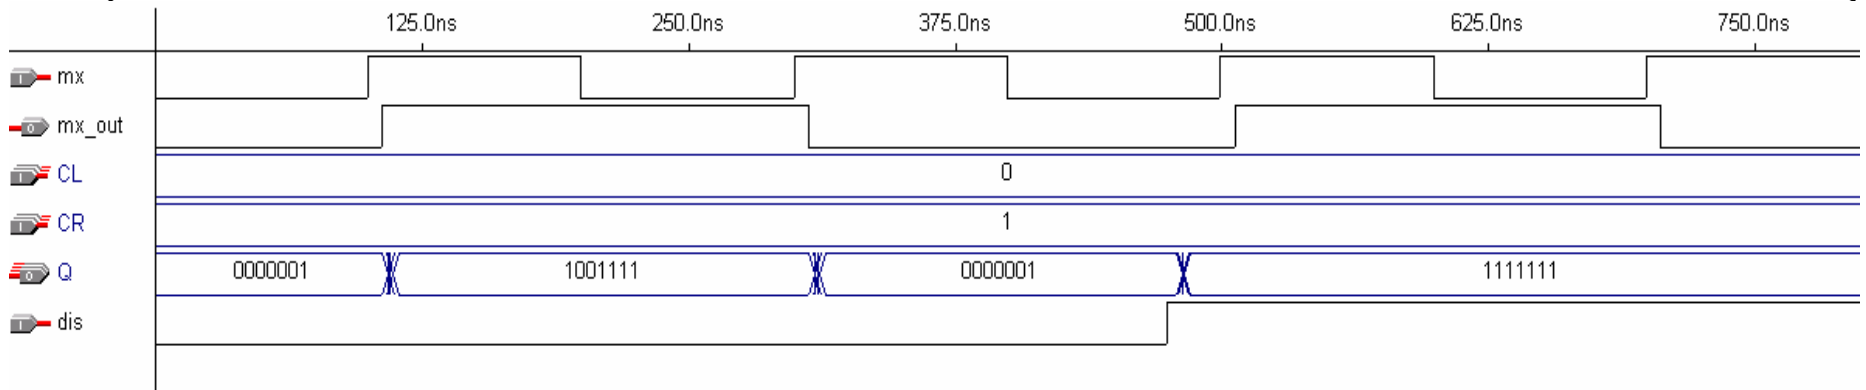 125.0ns 250.0ns 375.0ns 500.0ns 625.0ns 750.0ns
mx
mx_out
CL 0
CR 1
Q 0000001 1001111 0000001 1111111
dis